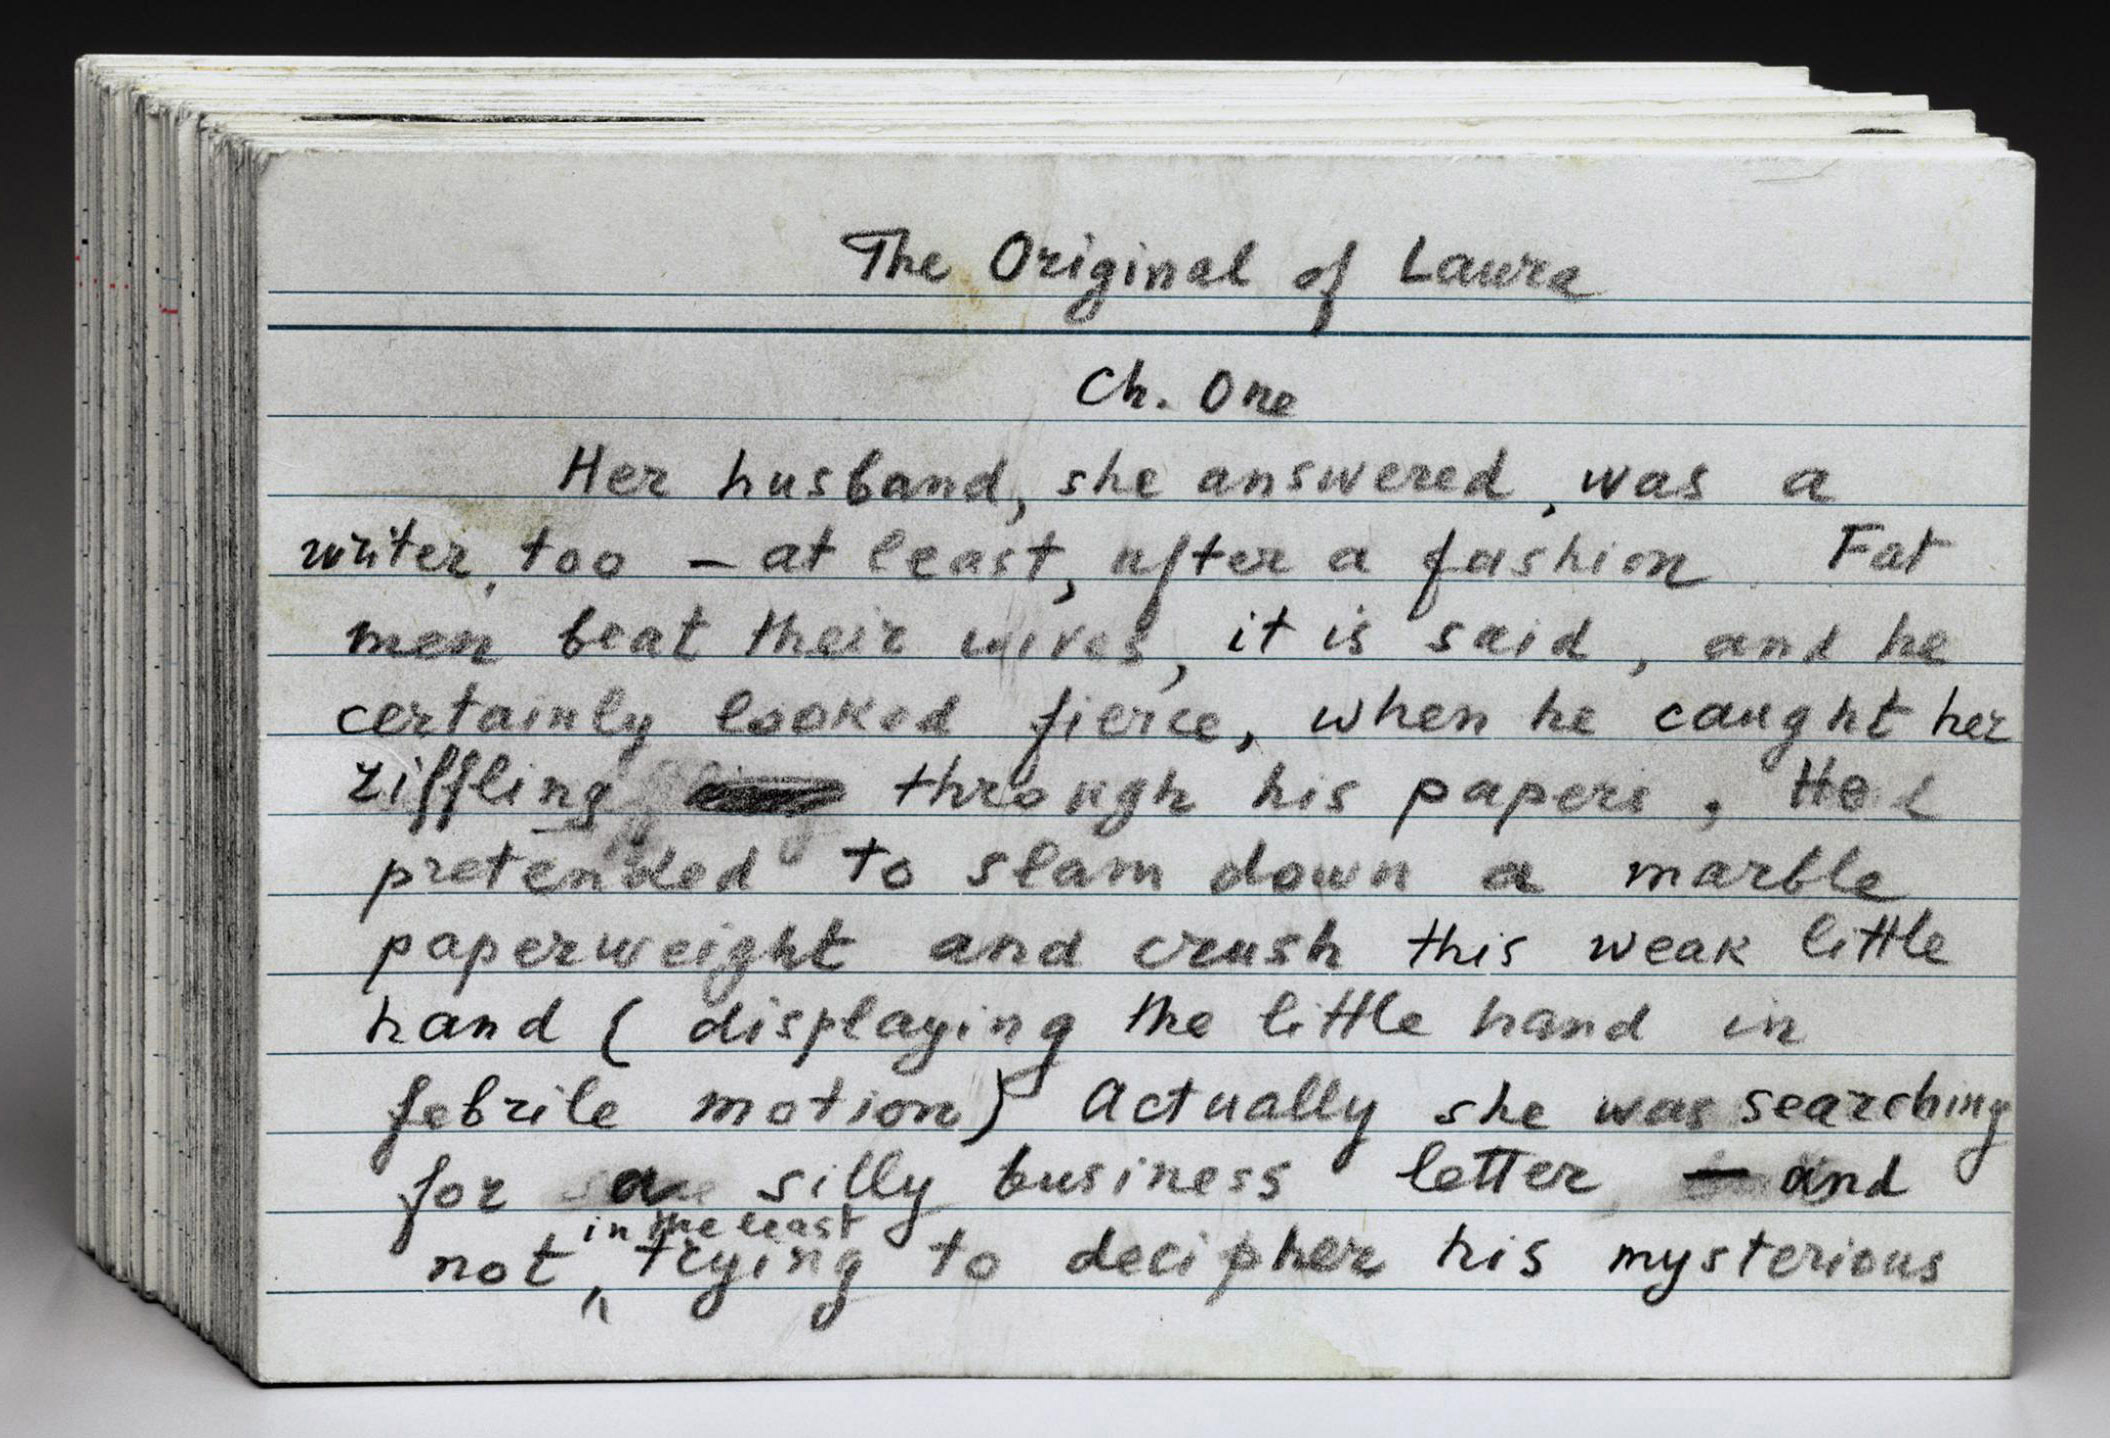 The Original of Laura
Ch. One
Her husband, she answered, was a
writer, too – at least, after a fashion. Fat
men beat their wives, it is said, and he
certainly looked fierce, when he caught her
riffling through his papers. He
pretended to slam down a marble
paperweight and crush this weak little
hand (displaying the little hand in
febrile motion) Actually she was searching
for a silly business letter – and
in the least
not trying to decipher his mysterious